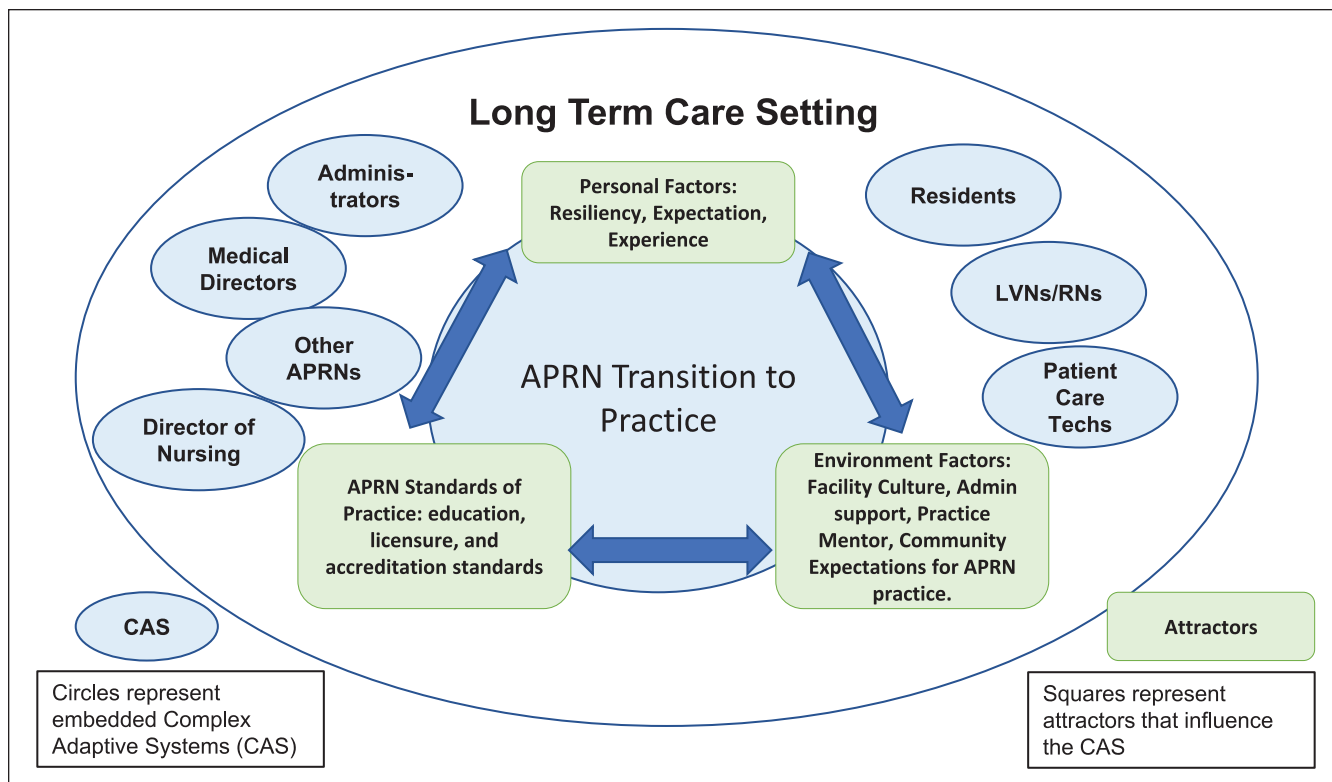 Long Term Care Setting
Adminis-
trators
Medical
Directors
Other
APRNs
Director of
Nursing
Personal Factors:
Resiliency, Expectation,
Experience
Residents
LVNs/RNs
Patient
Care
Techs
APRN Transition to
Practice
APRN Standards of
Practice: education,
licensure, and
accreditation standards
Environment Factors:
Facility Culture, Admin
support, Practice
Mentor, Community
Expectations for APRN
practice.
CAS
Circles represent
embedded Complex
Adaptive Systems (CAS)
Attractors
Squares represent
attractors that influence
the CAS